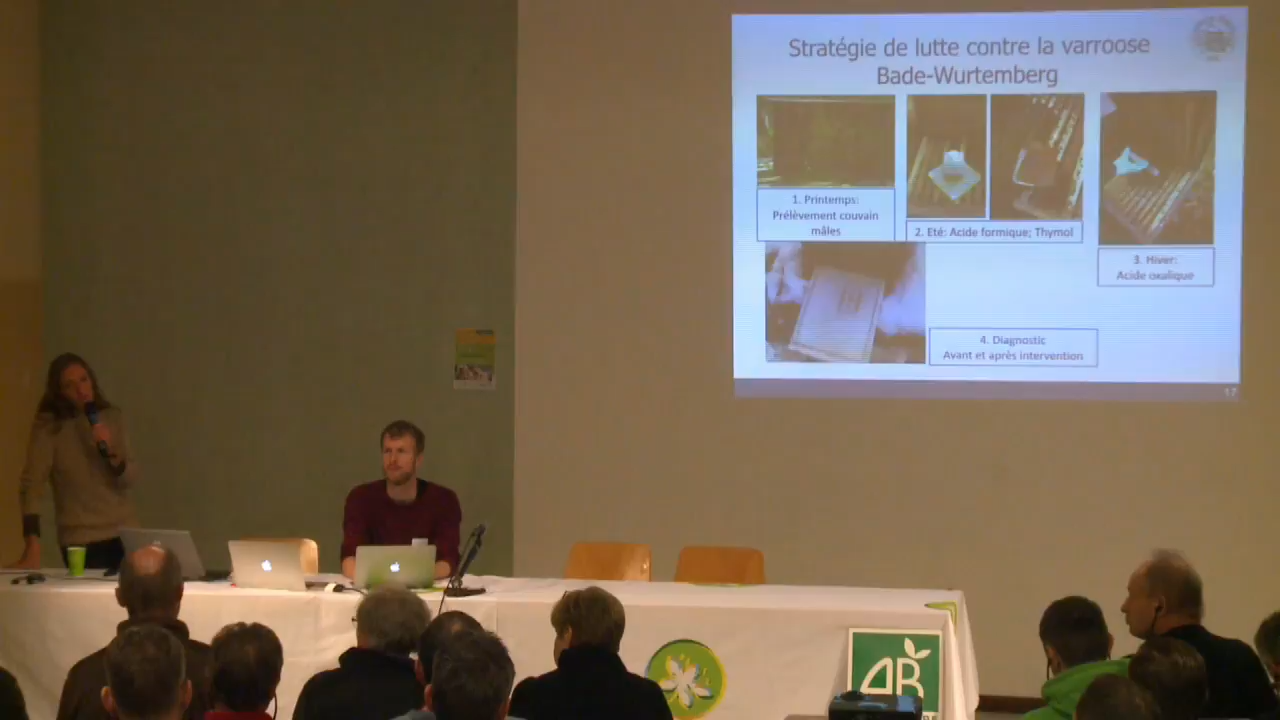 Stratégie de lutte contre la varroose
Bade-Wurtemberg
1. Printemps:
Prélèvement couvain
mâles
2. Eté: Acide formique; Thymol
3. Hiver:
Acide oxalique
4. Diagnostic
Avant et après intervention
17
AB